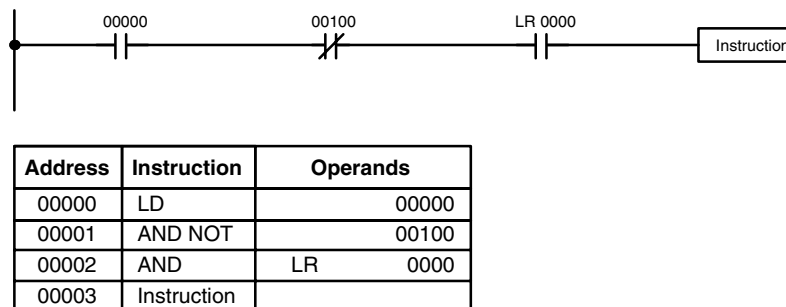 00000 00100 LR 0000
Instruction
Address Instruction Operands
00000 LD 00000
00001 AND NOT 00100
00002 AND LR 0000
00003 Instruction